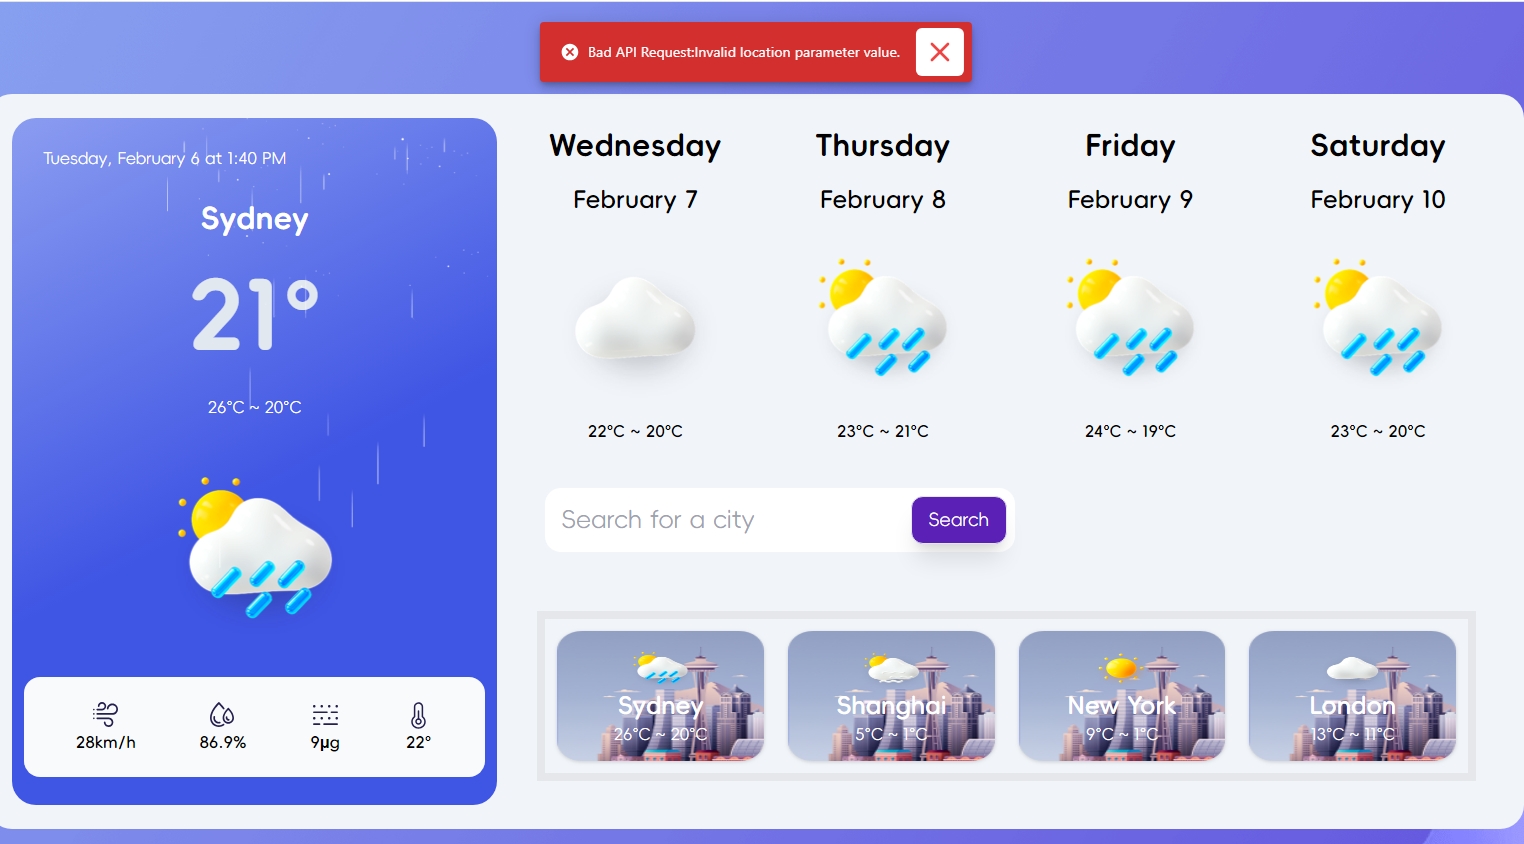 Bad API Request:Invalid location parameter value.
Tuesday, February 6 at 1:40 PM
Sydney
21°
26°C ~ 20°C
28km/h
86.9%
9µg
22°
Wednesday
February 7
22°C ~ 20°C
Thursday
February 8
23°C ~ 21°C
Friday
February 9
24°C ~ 19°C
Saturday
February 10
23°C ~ 20°C
Search for a city
Search
Sydney
26°C ~ 20°C
Shanghai
5°C ~ 1°C
New York
9°C ~ 1°C
London
13°C ~ 11°C